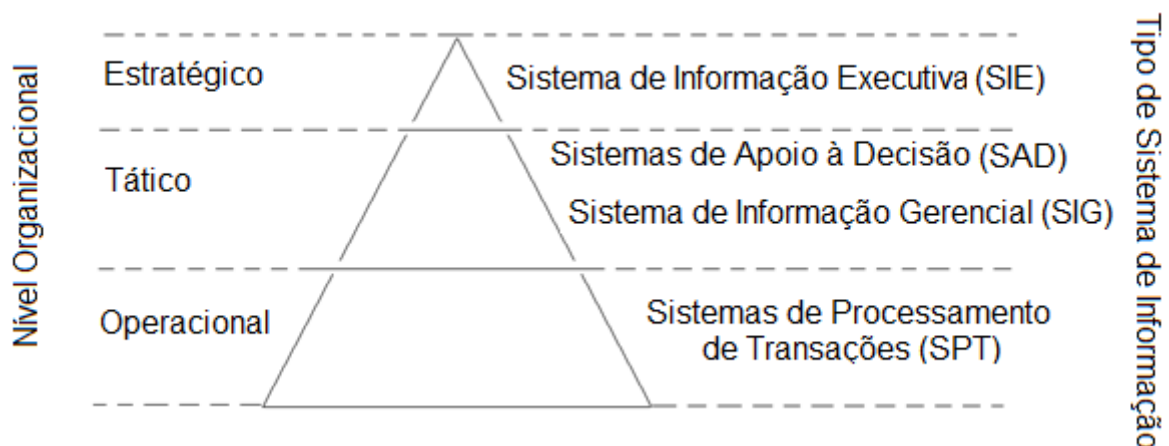 Nível Organizacional
Estratégico
Sistema de Informação Executiva (SIE)
Tático
Sistemas de Apoio à Decisão (SAD)
Sistema de Informação Gerencial (SIG)
Operacional
Sistemas de Processamento
de Transações (SPT)
Tipo de Sistema de Informação